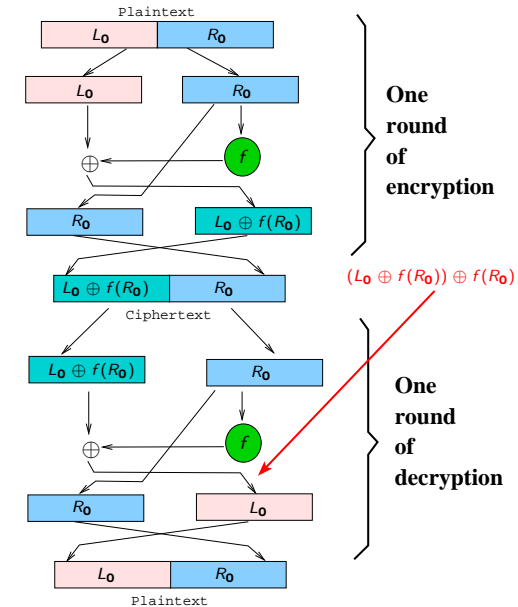 Plaintext
L₀ R₀
L₀ R₀
f
⊕
R₀ L₀ ⊕ f(R₀)
L₀ ⊕ f(R₀) R₀
Ciphertext
One
round
of
encryption
(L₀ ⊕ f(R₀)) ⊕ f(R₀)
L₀ ⊕ f(R₀) R₀
f
⊕
R₀ L₀
L₀ R₀
Plaintext
One
round
of
decryption